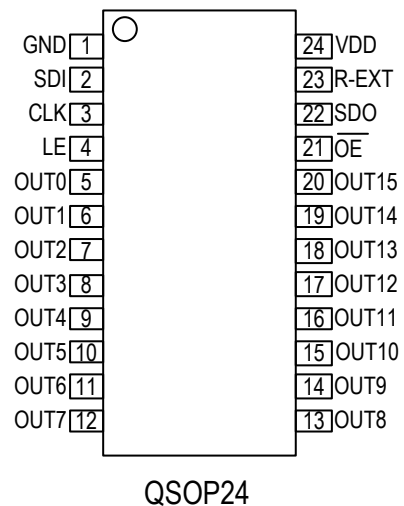 GND 1 24 VDD
SDI 2 23 R-EXT
CLK 3 22 SDO
LE 4 21 OE
OUT0 5 20 OUT15
OUT1 6 19 OUT14
OUT2 7 18 OUT13
OUT3 8 17 OUT12
OUT4 9 16 OUT11
OUT5 10 15 OUT10
OUT6 11 14 OUT9
OUT7 12 13 OUT8
QSOP24